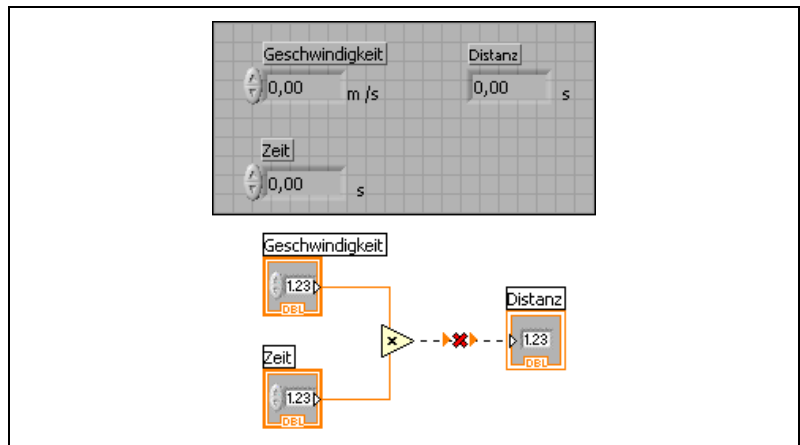 Geschwindigkeit Distanz
0,00 m /s 0,00 s
Zeit
0,00 s
Geschwindigkeit
1.23
DBL
Distanz
1.23
DBL
Zeit
1.23
DBL